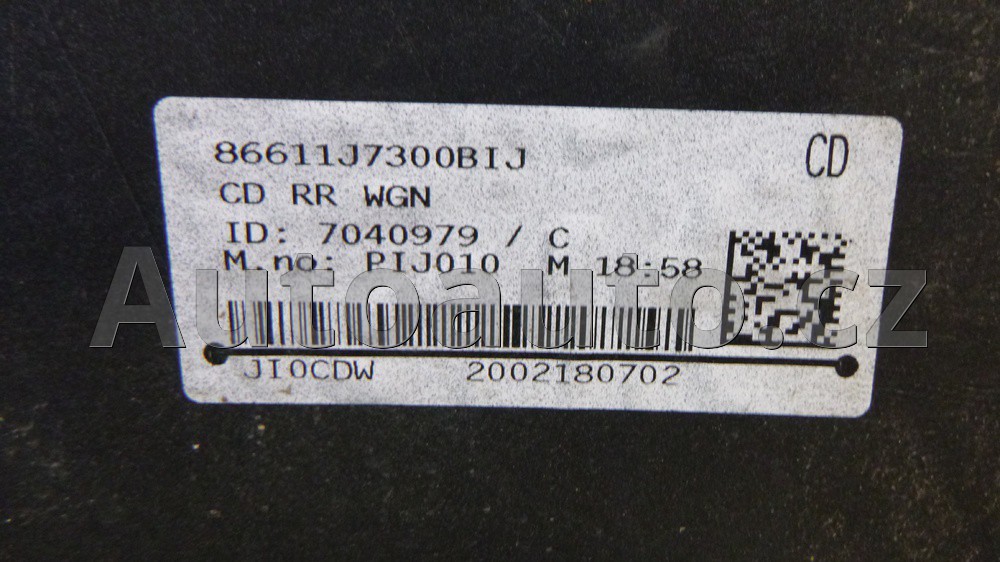 86611J7300BIJ CD
CD RR WGN
ID: 7040979 / C
M.no: PIJ010 M 18:58
Autoauto.cz
JI0CDW 2002180702